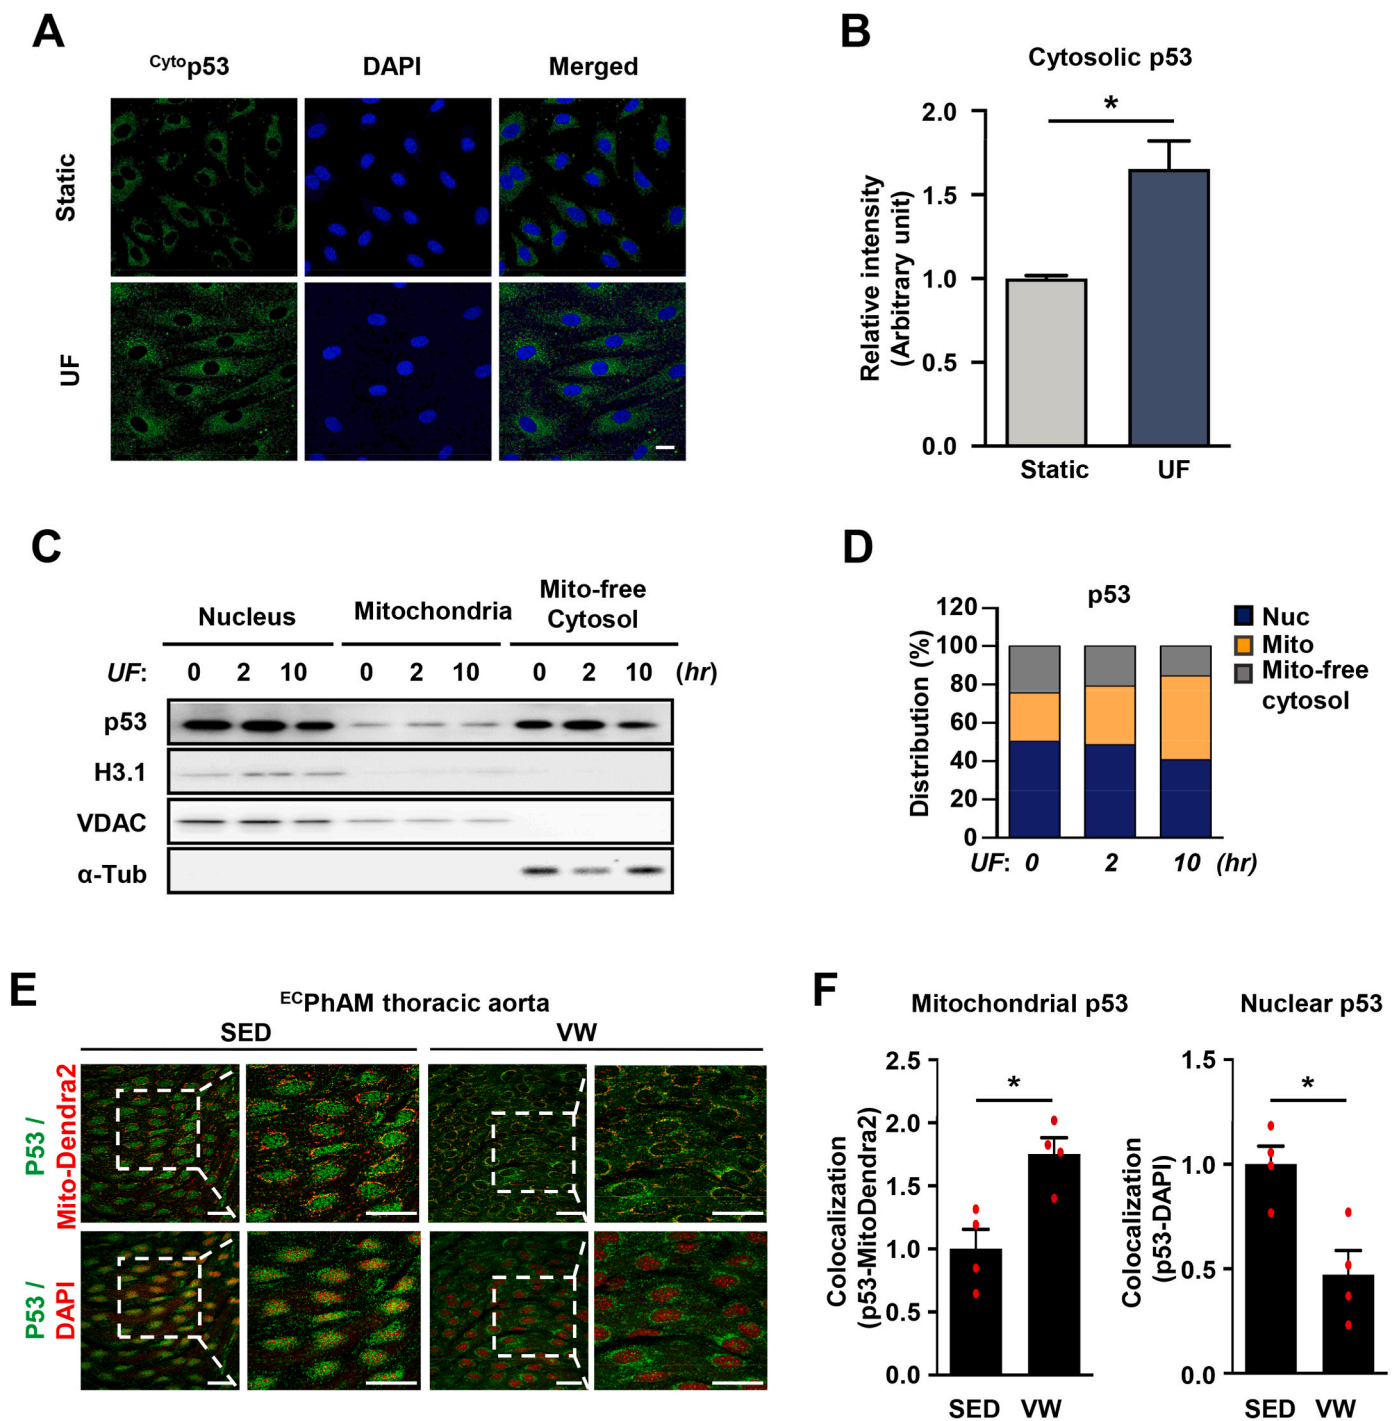 A
Cytop53
DAPI
Merged
Static
UF
B
Cytosolic p53
*
Relative intensity
(Arbitrary unit)
2.0
1.5
1.0
0.5
0.0
Static
UF
C
Nucleus
Mitochondria
Mito-free
Cytosol
UF: 0 2 10 0 2 10 0 2 10 (hr)
p53
H3.1
VDAC
α-Tub
D
p53
Distribution (%)
120
100
80
60
40
20
0
UF: 0 2 10 (hr)
Nuc
Mito
Mito-free
cytosol
E
ECPhAM thoracic aorta
SED
VW
P53 /
Mito-Dendra2
P53 /
DAPI
F
Mitochondrial p53
*
Colocalization
(p53-MitoDendra2)
2.5
2.0
1.5
1.0
0.5
0.0
SED
VW
Nuclear p53
*
Colocalization
(p53-DAPI)
1.5
1.0
0.5
0.0
SED
VW